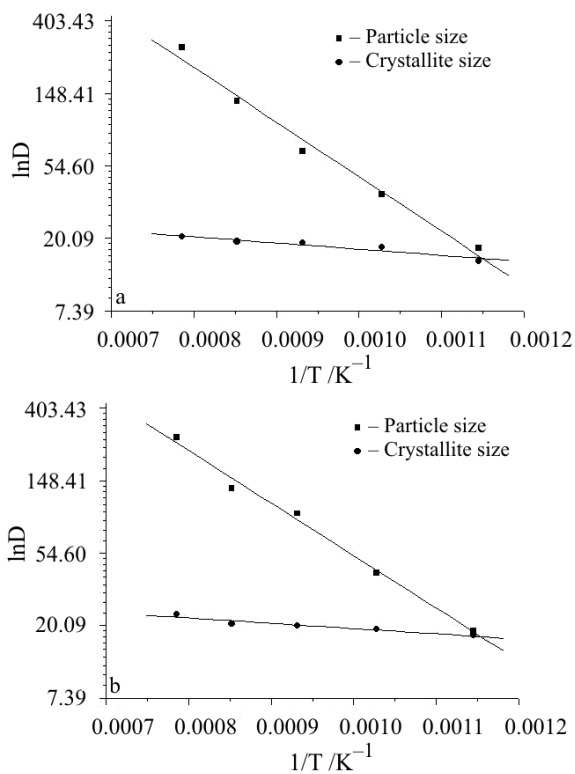 403.43
148.41
54.60
20.09
7.39
lnD
■ – Particle size
● – Crystallite size
a
0.0007 0.0008 0.0009 0.0010 0.0011 0.0012
1/T /K⁻¹
403.43
148.41
54.60
20.09
7.39
lnD
■ – Particle size
● – Crystallite size
b
0.0007 0.0008 0.0009 0.0010 0.0011 0.0012
1/T /K⁻¹